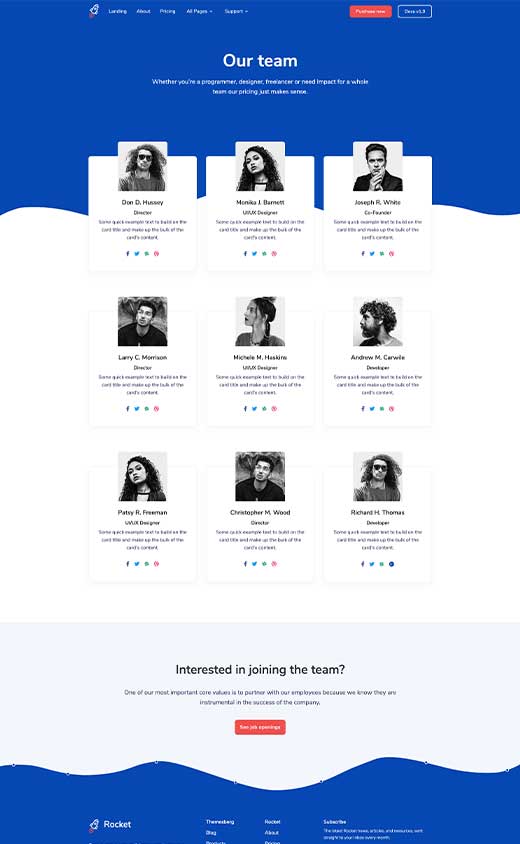 Landing About Pricing All Pages Support Purchase now Docs v1.3
Our team
Whether you're a programmer, designer, freelancer or need Impact for a whole
team our pricing just makes sense.
Don D. Hussey
Director
Some quick example text to build on the
card title and make up the bulk of the
card's content.
Monika J. Barnett
UI/UX Designer
Some quick example text to build on the
card title and make up the bulk of the
card's content.
Joseph R. White
Co-Founder
Some quick example text to build on the
card title and make up the bulk of the
card's content.
Larry C. Morrison
Director
Some quick example text to build on the
card title and make up the bulk of the
card's content.
Michele M. Haskins
UI/UX Designer
Some quick example text to build on the
card title and make up the bulk of the
card's content.
Andrew M. Carwile
Developer
Some quick example text to build on the
card title and make up the bulk of the
card's content.
Patsy R. Freeman
UI/UX Designer
Some quick example text to build on the
card title and make up the bulk of the
card's content.
Christopher M. Wood
Director
Some quick example text to build on the
card title and make up the bulk of the
card's content.
Richard H. Thomas
Developer
Some quick example text to build on the
card title and make up the bulk of the
card's content.
Interested in joining the team?
One of our most important core values is to partner with our employees because we know they are
instrumental in the success of the company.
See job openings
Rocket
Themesberg
Blog
Products
Rocket
About
Pricing
Subscribe
The latest Rocket news, articles, and resources, sent
straight to your inbox every month.